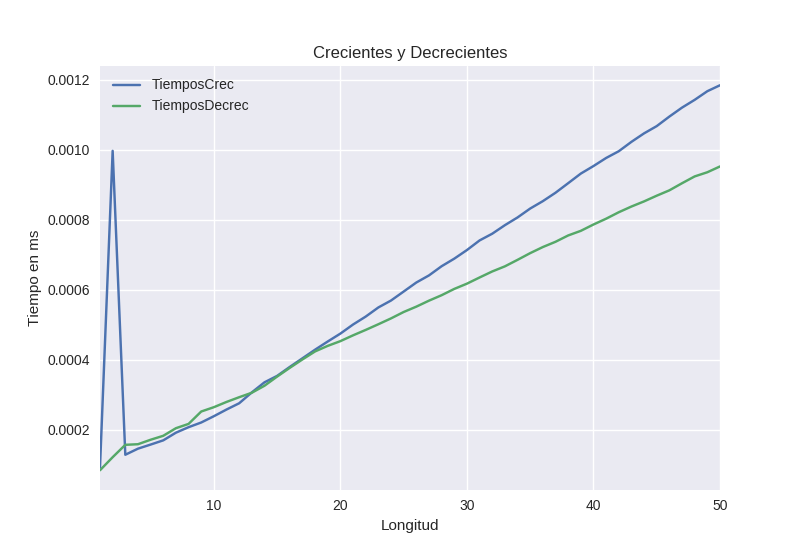 Crecientes y Decrecientes
TiemposCrec
TiemposDecrec
Tiempo en ms
0.0012
0.0010
0.0008
0.0006
0.0004
0.0002
10 20 30 40 50
Longitud